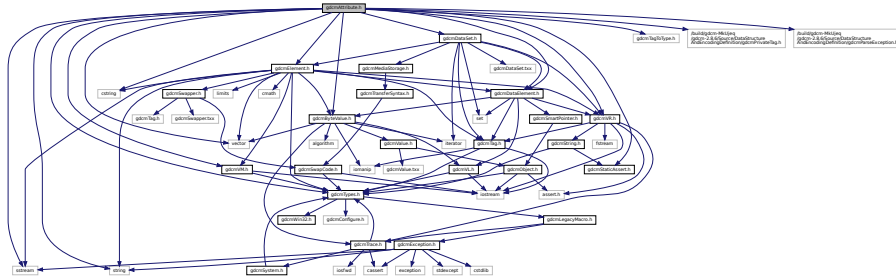 gdcmAttribute.h
gdcmDataSet.h
gdcmTagToType.h
/build/gdcm-MkUjeq
/gdcm-2.8.6/Source/DataStructure
AndEncodingDefinition/gdcmPrivateTag.h
/build/gdcm-MkUjeq
/gdcm-2.8.6/Source/DataStructure
AndEncodingDefinition/gdcmParseException.h
gdcmElement.h
gdcmMediaStorage.h
gdcmDataSet.txx
cstring
gdcmSwapper.h
limits
cmath
gdcmTransferSyntax.h
gdcmDataElement.h
gdcmTag.h
gdcmSwapper.txx
gdcmByteValue.h
set
gdcmSmartPointer.h
gdcmVR.h
vector
algorithm
gdcmValue.h
iterator
gdcmTag.h
gdcmString.h
fstream
gdcmVM.h
gdcmSwapCode.h
iomanip
gdcmValue.txx
gdcmVL.h
gdcmObject.h
gdcmStaticAssert.h
gdcmTypes.h
iostream
assert.h
gdcmWin32.h
gdcmConfigure.h
gdcmLegacyMacro.h
gdcmTrace.h
gdcmException.h
sstream
string
gdcmSystem.h
iosfwd
cassert
exception
stdexcept
cstdlib